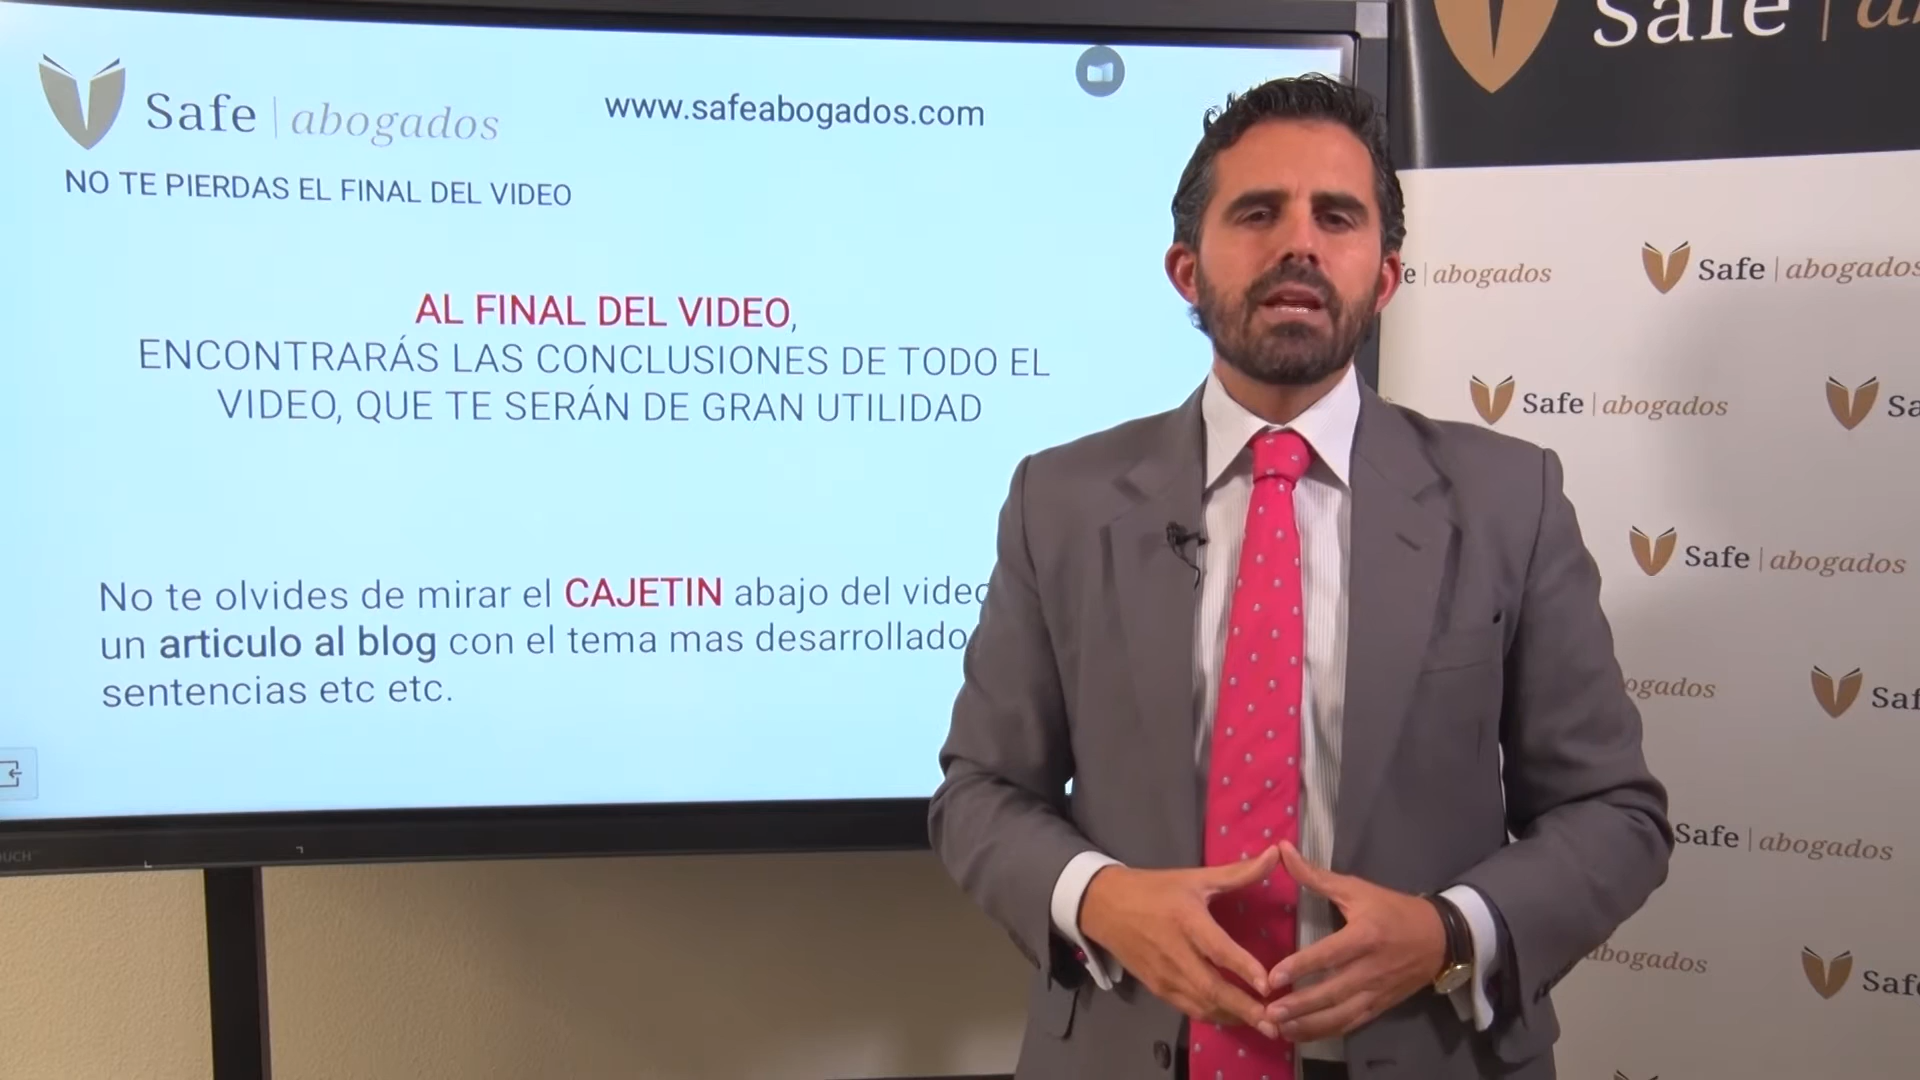 Safe | abogados
www.safeabogados.com
NO TE PIERDAS EL FINAL DEL VIDEO
AL FINAL DEL VIDEO,
ENCONTRARÁS LAS CONCLUSIONES DE TODO EL
VIDEO, QUE TE SERÁN DE GRAN UTILIDAD
No te olvides de mirar el CAJETIN abajo del video
un articulo al blog con el tema mas desarrollado
sentencias etc etc.
Safe |
abogados
Safe | abogados
Safe | abogados
Safe | abogados
Safe | abogados
abogados
Safe